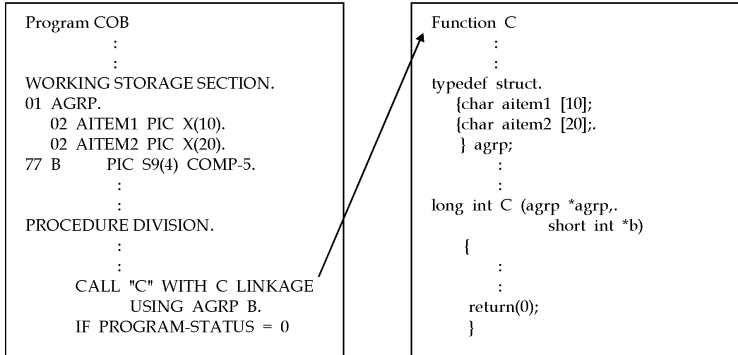 Program COB
:
:
WORKING STORAGE SECTION.
01 AGRP.
02 AITEM1 PIC X(10).
02 AITEM2 PIC X(20).
77 B PIC S9(4) COMP-5.
:
:
PROCEDURE DIVISION.
:
:
CALL "C" WITH C LINKAGE
USING AGRP B.
IF PROGRAM-STATUS = 0
Function C
:
:
typedef struct.
{char aitem1 [10];
{char aitem2 [20];.
} agrp;
:
:
long int C (agrp *agrp,.
short int *b)
{
:
:
return(0);
}